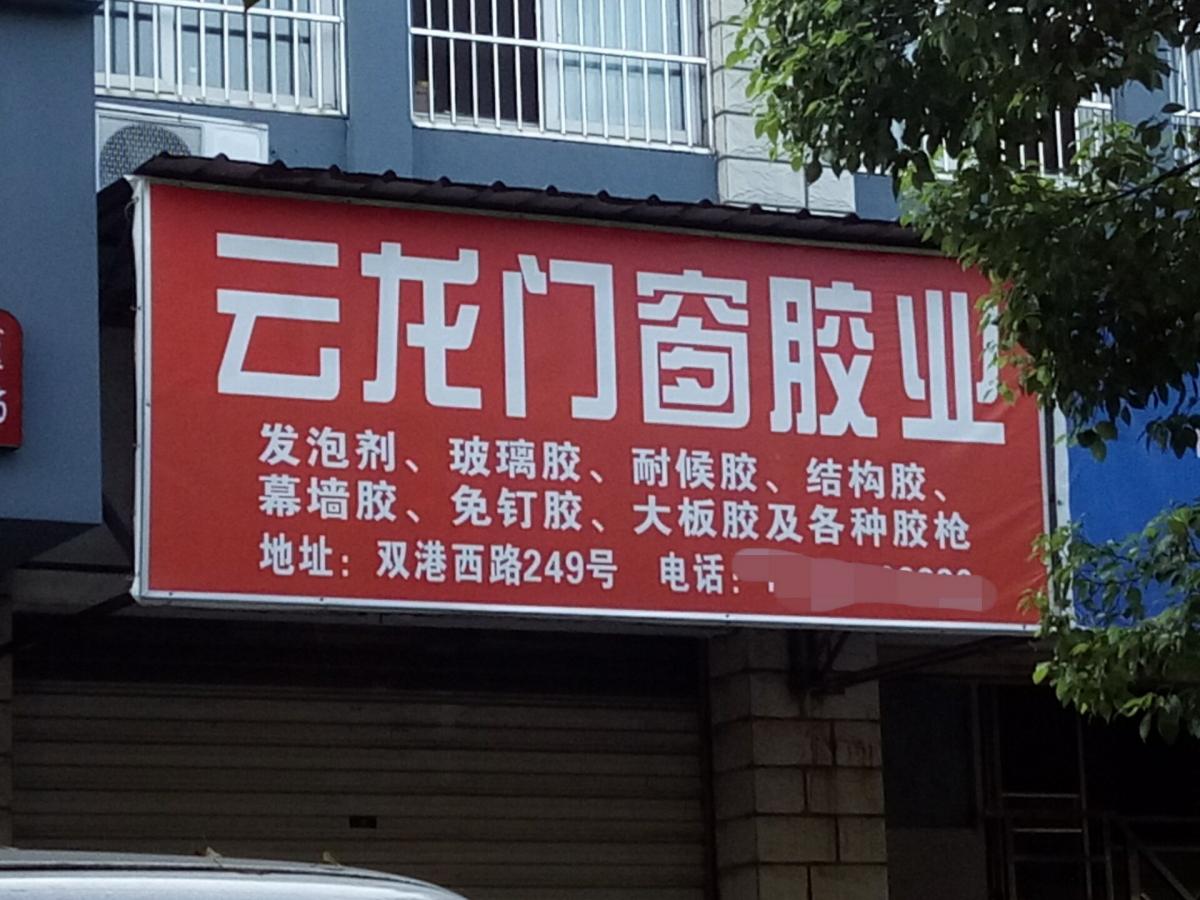 云龙门窗胶业
发泡剂、玻璃胶、耐候胶、结构胶、
幕墙胶、免钉胶、大板胶及各种胶枪
地址：双港西路249号 电话：